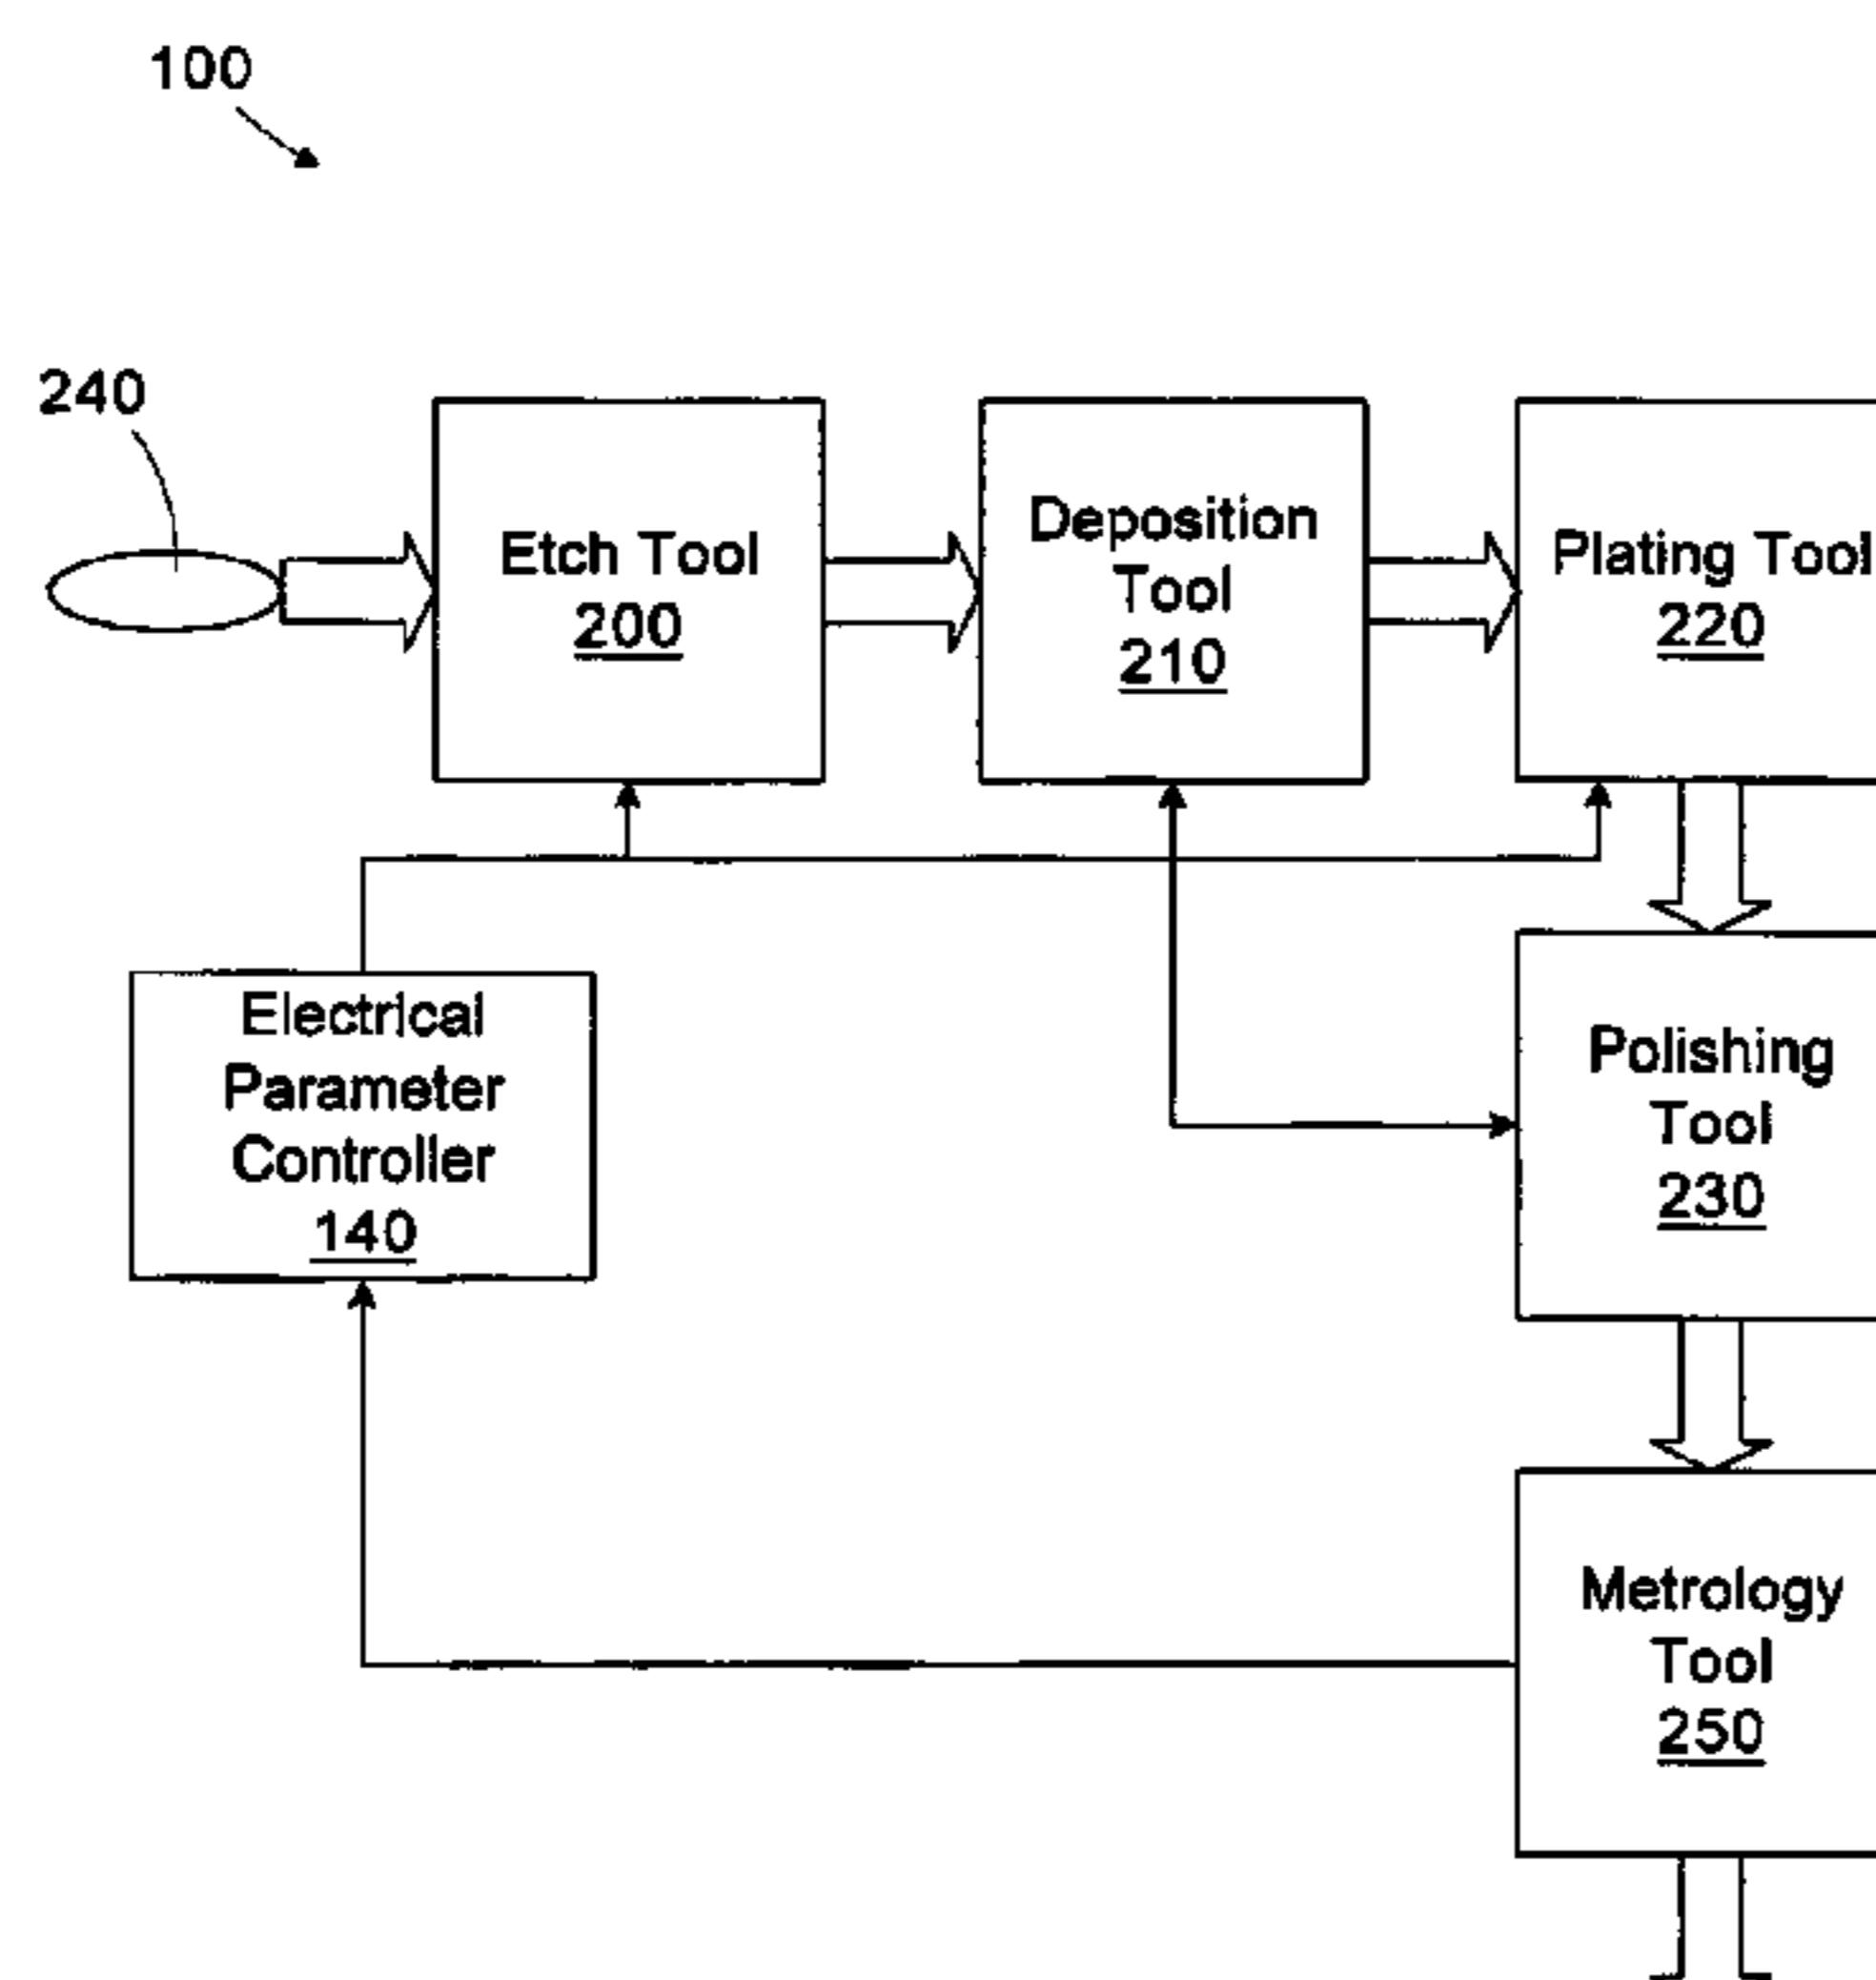 100
240
Etch Tool
200
Deposition
Tool
210
Plating Tool
220
Electrical
Parameter
Controller
140
Polishing
Tool
230
Metrology
Tool
250